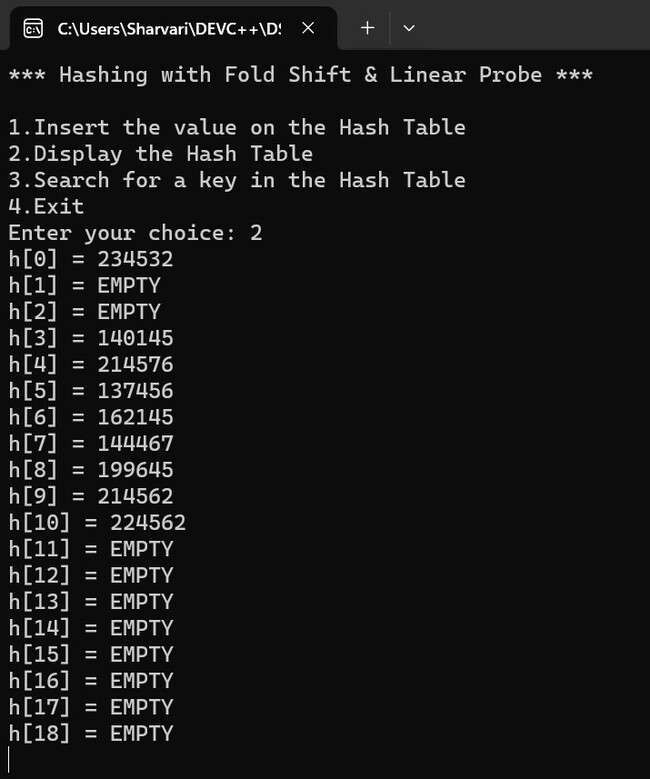 C:\Users\Sharvari\DEVC++\DS
*** Hashing with Fold Shift & Linear Probe ***
1.Insert the value on the Hash Table
2.Display the Hash Table
3.Search for a key in the Hash Table
4.Exit
Enter your choice: 2
h[0] = 234532
h[1] = EMPTY
h[2] = EMPTY
h[3] = 140145
h[4] = 214576
h[5] = 137456
h[6] = 162145
h[7] = 144467
h[8] = 199645
h[9] = 214562
h[10] = 224562
h[11] = EMPTY
h[12] = EMPTY
h[13] = EMPTY
h[14] = EMPTY
h[15] = EMPTY
h[16] = EMPTY
h[17] = EMPTY
h[18] = EMPTY